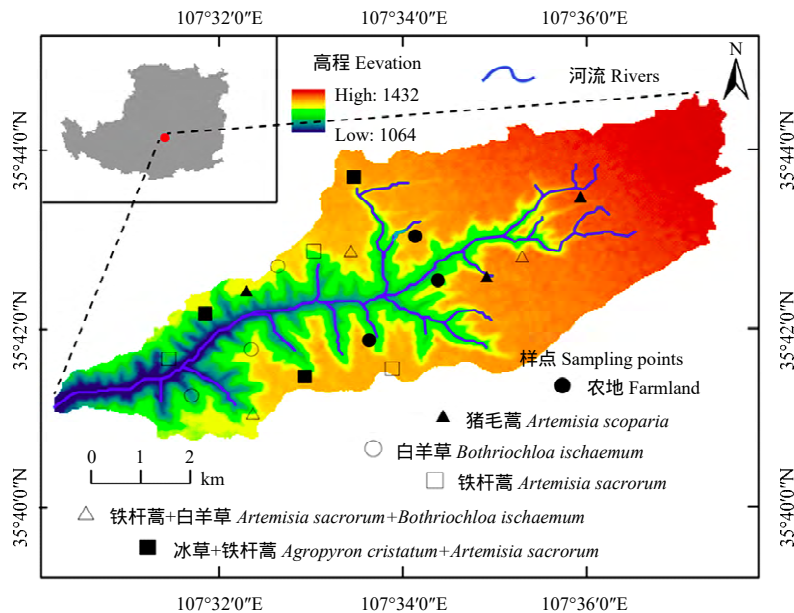 107°32′0″E 107°34′0″E 107°36′0″E
高程 Eevation
High: 1432
Low: 1064
河流 Rivers
N
35°44′0″N 35°44′0″N
35°42′0″N 35°42′0″N
样点 Sampling points
农地 Farmland
猪毛蒿 Artemisia scoparia
白羊草 Bothriochloa ischaemum
0 1 2
km
铁杆蒿 Artemisia sacrorum
35°40′0″N 35°40′0″N
铁杆蒿+白羊草 Artemisia sacrorum+Bothriochloa ischaemum
冰草+铁杆蒿 Agropyron cristatum+Artemisia sacrorum
107°32′0″E 107°34′0″E 107°36′0″E